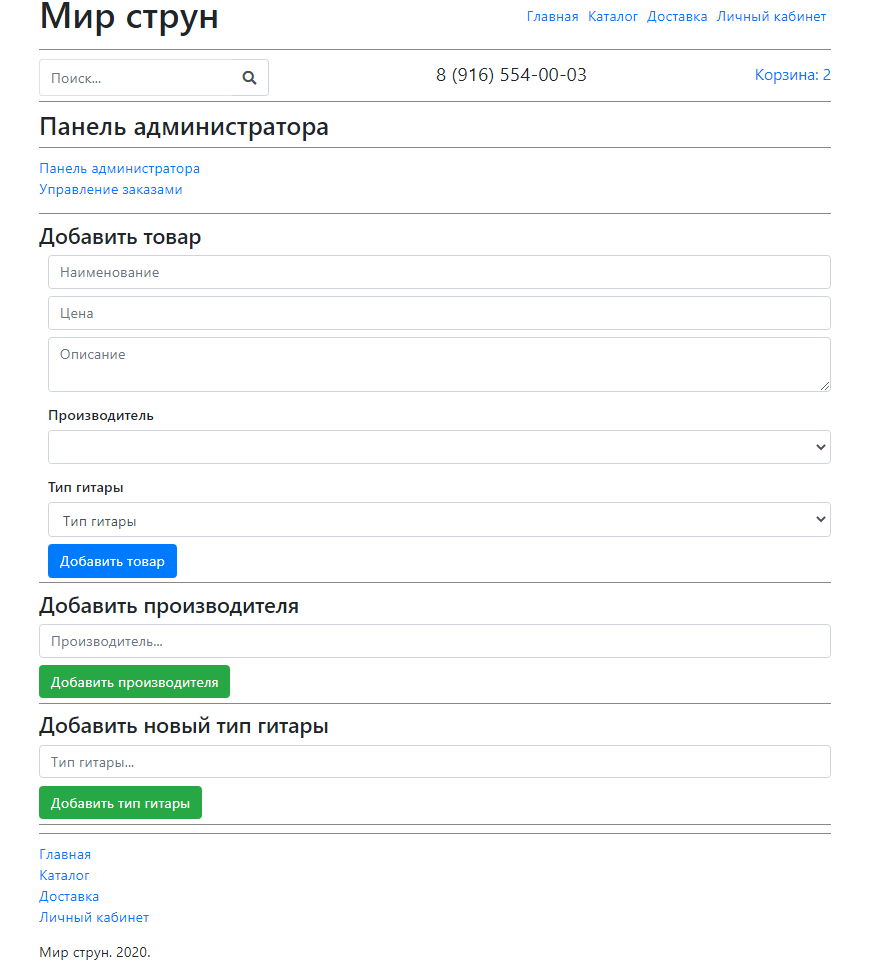 Мир струн
Главная Каталог Доставка Личный кабинет
Поиск...
8 (916) 554-00-03
Корзина: 2
Панель администратора
Панель администратора
Управление заказами
Добавить товар
Наименование
Цена
Описание
Производитель
Тип гитары
Тип гитары
Добавить товар
Добавить производителя
Производитель...
Добавить производителя
Добавить новый тип гитары
Тип гитары...
Добавить тип гитары
Главная
Каталог
Доставка
Личный кабинет
Мир струн. 2020.